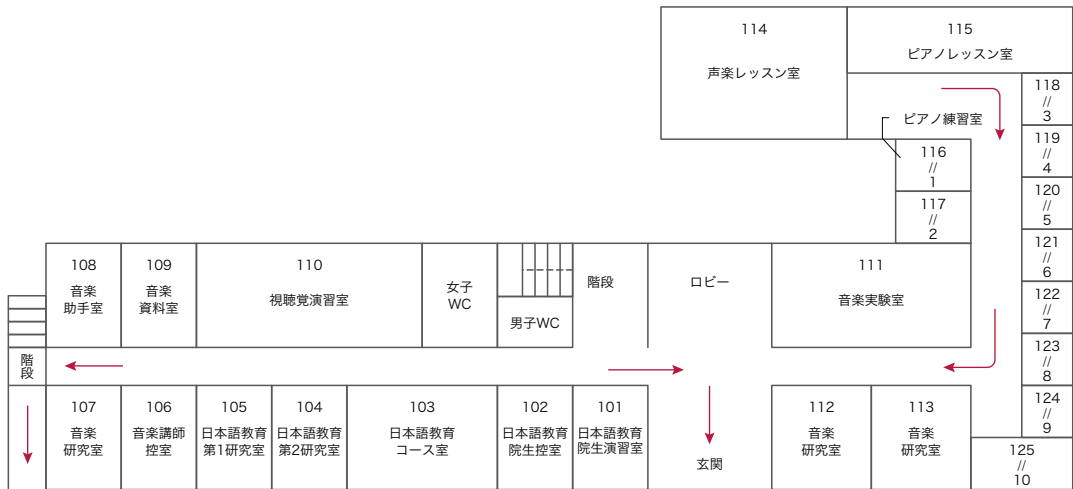 114
声楽レッスン室
115
ピアノレッスン室
ピアノ練習室
116
//
1
117
//
2
118
//
3
119
//
4
120
//
5
121
//
6
122
//
7
123
//
8
124
//
9
125
//
10
108
音楽
助手室
109
音楽
資料室
110
視聴覚演習室
女子
WC
男子WC
階段
ロビー
111
音楽実験室
階
段
107
音楽
研究室
106
音楽講師
控室
105
日本語教育
第1研究室
104
日本語教育
第2研究室
103
日本語教育
コース室
102
日本語教育
院生控室
101
日本語教育
院生演習室
玄関
112
音楽
研究室
113
音楽
研究室